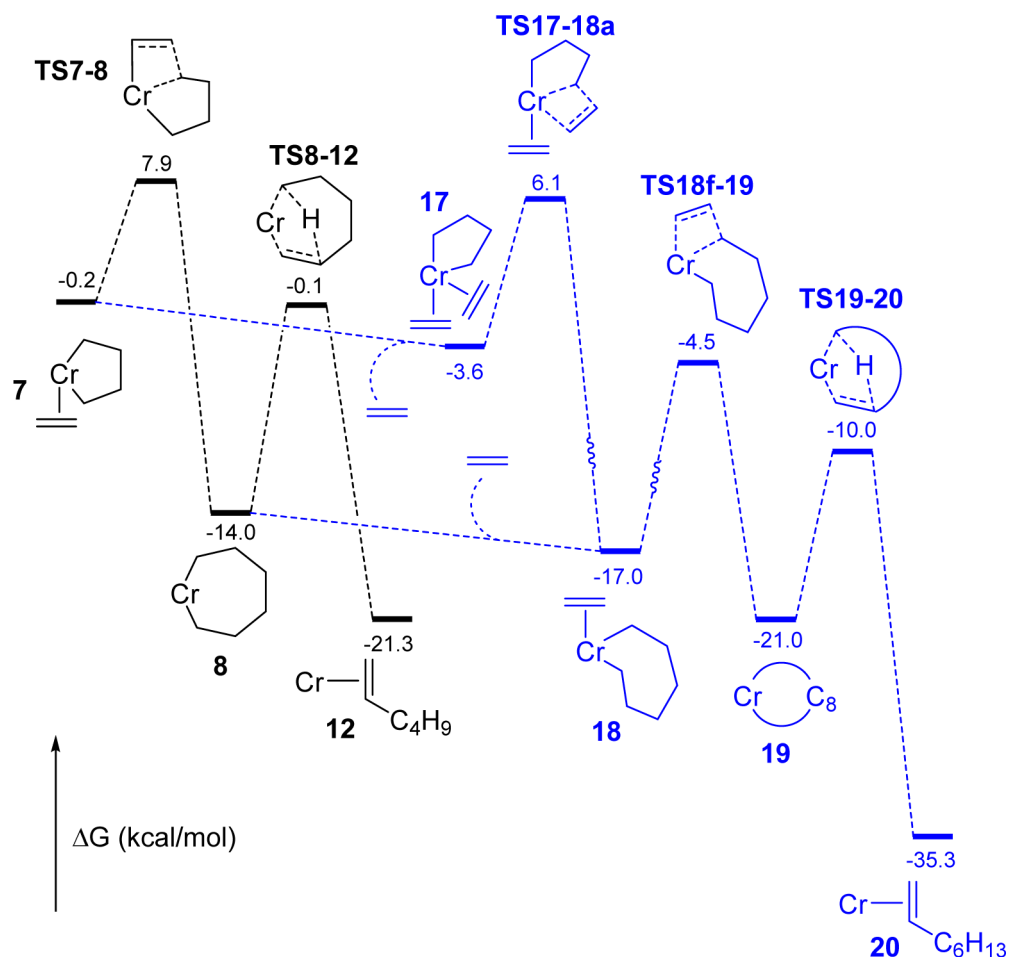 TS17-18a
TS7-8
Cr
Cr
7.9
TS8-12
6.1
H
Cr
17
Cr
TS18f-19
Cr
TS19-20
H
Cr
-0.2
-0.1
-3.6
-4.5
-10.0
7
Cr
-14.0
Cr
8
-17.0
Cr
18
-21.3
Cr
C4H9
12
-21.0
Cr
C8
19
ΔG (kcal/mol)
-35.3
Cr
C6H13
20